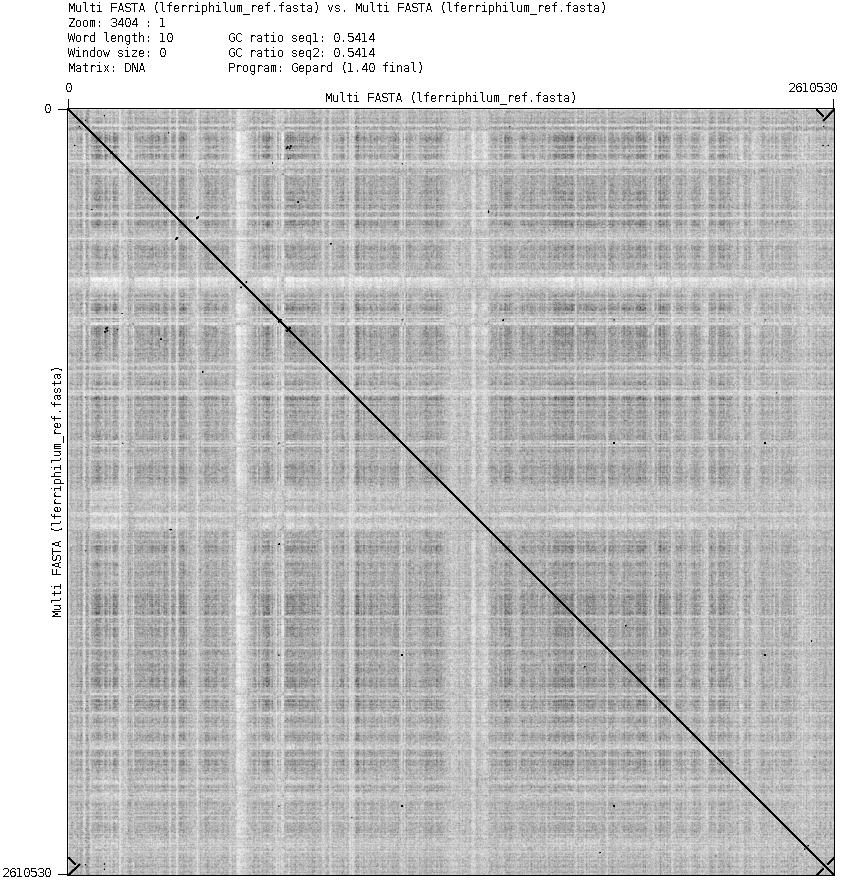 Multi FASTA (lferriphilum_ref.fasta) vs. Multi FASTA (lferriphilum_ref.fasta)
Zoom: 3404 : 1
Word length: 10 GC ratio seq1: 0.5414
Window size: 0 GC ratio seq2: 0.5414
Matrix: DNA Program: Gepard (1.40 final)
0 2610530
Multi FASTA (lferriphilum_ref.fasta)
0
Multi FASTA (lferriphilum_ref.fasta)
2610530